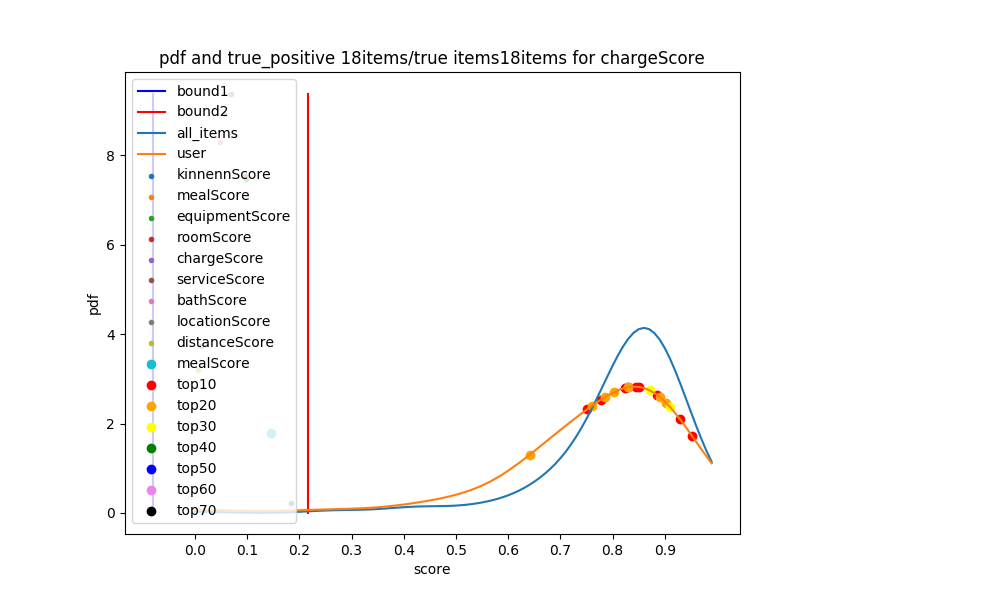 pdf and true_positive 18items/true items18items for chargeScore
bound1
bound2
all_items
user
kinnennScore
mealScore
equipmentScore
roomScore
chargeScore
serviceScore
bathScore
locationScore
distanceScore
mealScore
top10
top20
top30
top40
top50
top60
top70
8
6
4
2
0
pdf
0.0 0.1 0.2 0.3 0.4 0.5 0.6 0.7 0.8 0.9
score